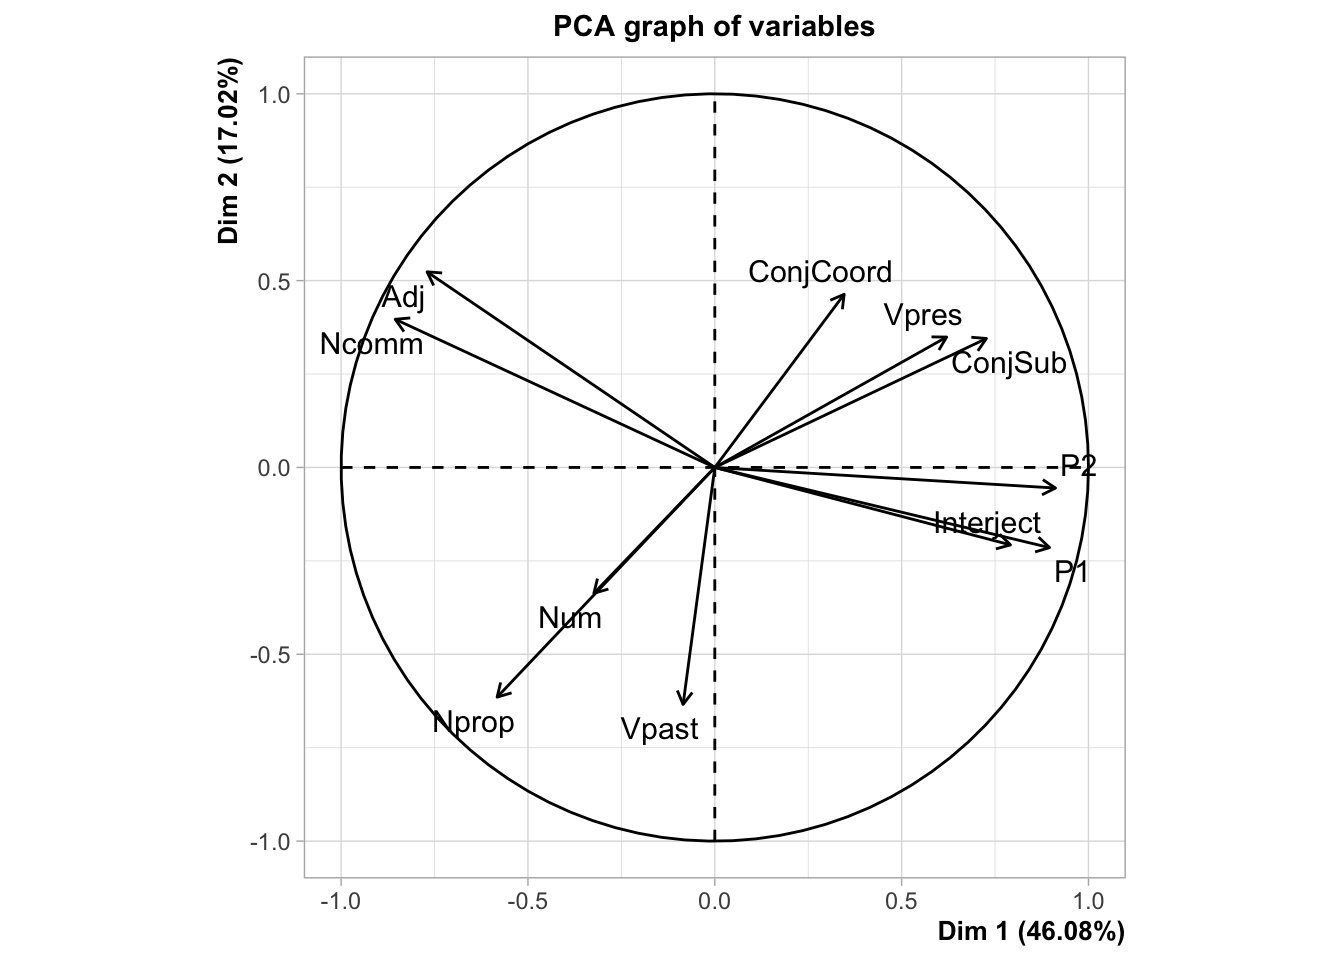 PCA graph of variables
Dim 2 (17.02%)
1.0
0.5
0.0
-0.5
-1.0
ConjCoord
Adj
Vpres
Ncomm
ConjSub
P2
Interject
P1
Num
Nprop
Vpast
-1.0
-0.5
0.0
0.5
1.0
Dim 1 (46.08%)